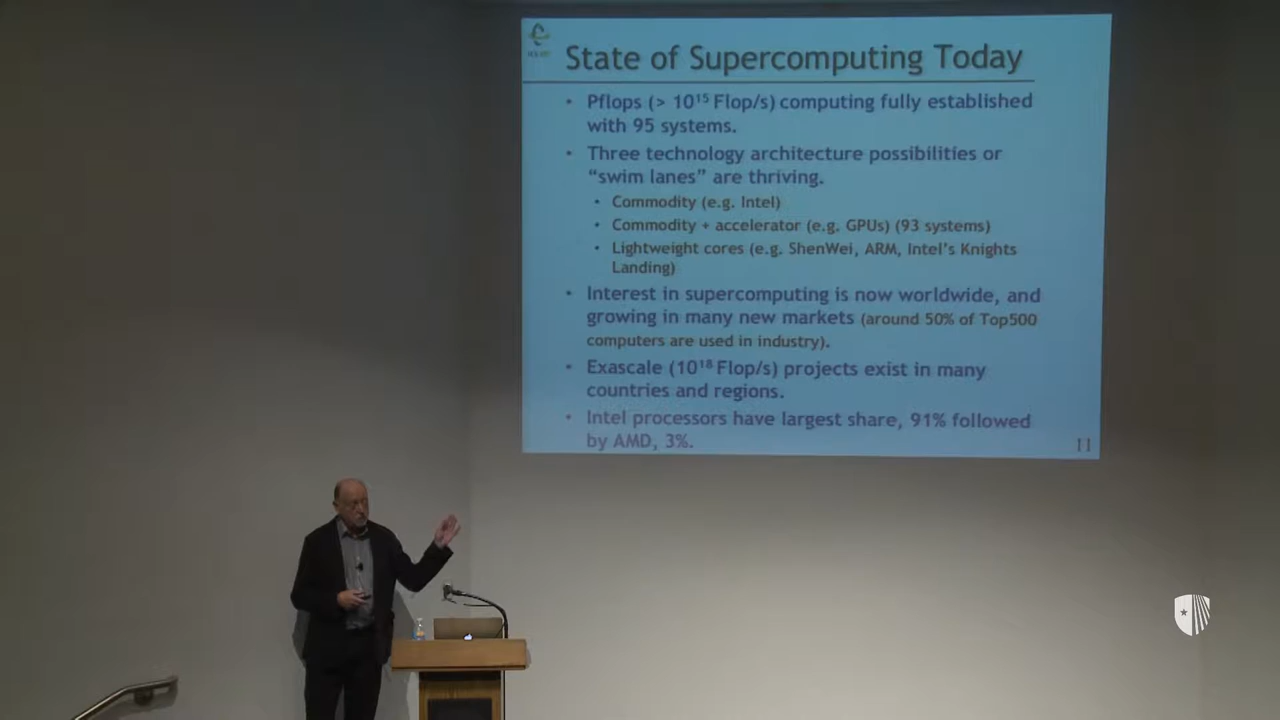 State of Supercomputing Today
• Pflops (> 10¹⁵ Flop/s) computing fully established
with 95 systems.
• Three technology architecture possibilities or
“swim lanes” are thriving.
• Commodity (e.g. Intel)
• Commodity + accelerator (e.g. GPUs) (93 systems)
• Lightweight cores (e.g. ShenWei, ARM, Intel’s Knights
Landing)
• Interest in supercomputing is now worldwide, and
growing in many new markets (around 50% of Top500
computers are used in industry).
• Exascale (10¹⁸ Flop/s) projects exist in many
countries and regions.
• Intel processors have largest share, 91% followed
by AMD, 3%.
11